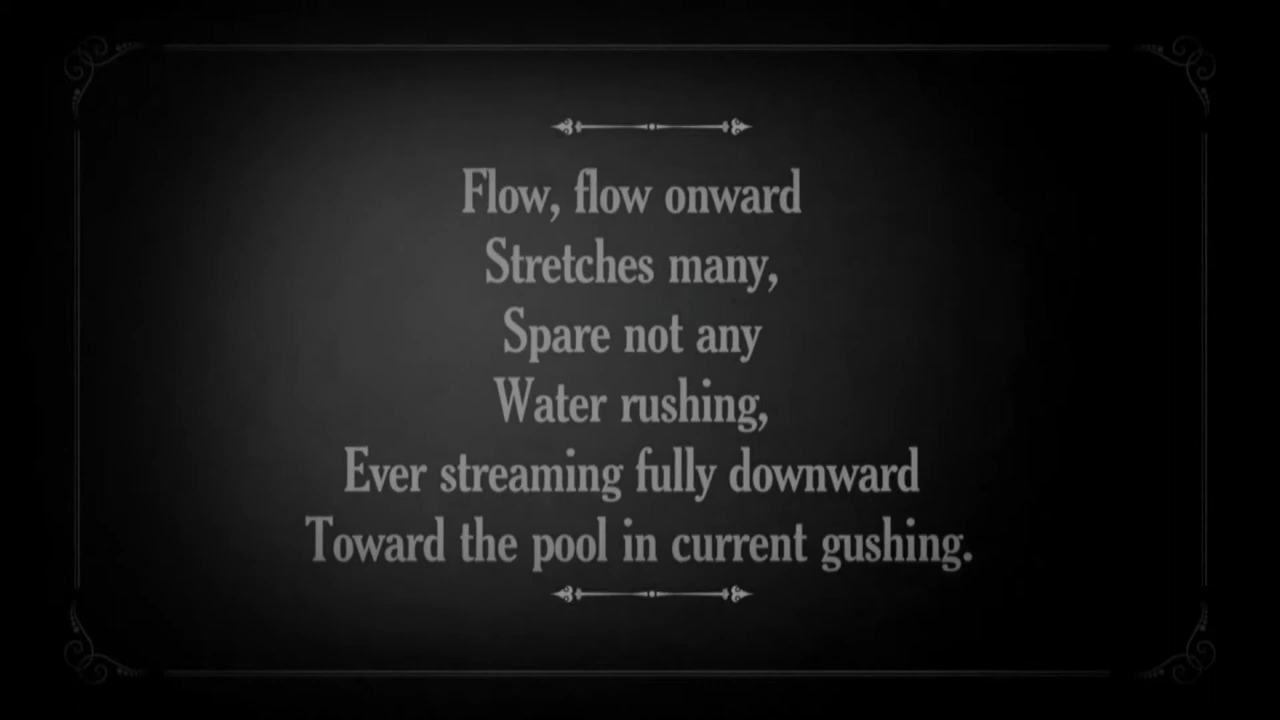 Flow, flow onward
Stretches many,
Spare not any
Water rushing,
Ever streaming fully downward
Toward the pool in current gushing.